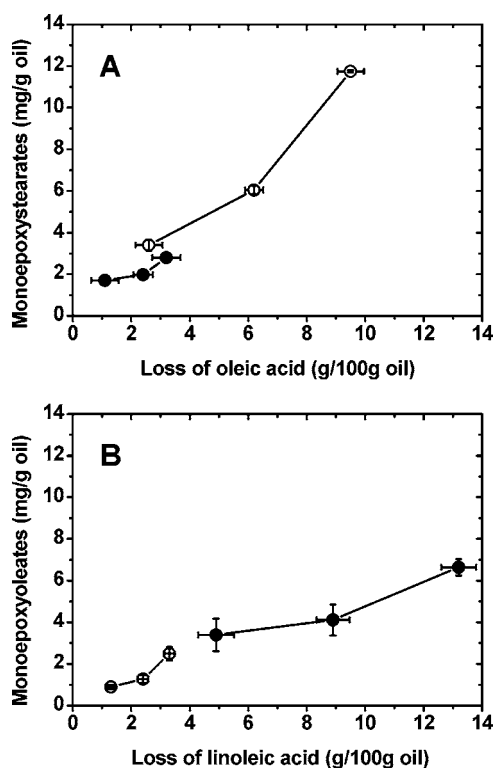 A
Monoepoxystearates (mg/g oil)
14
12
10
8
6
4
2
0
0 2 4 6 8 10 12 14
Loss of oleic acid (g/100g oil)
B
Monoepoxyoleates (mg/g oil)
14
12
10
8
6
4
2
0
0 2 4 6 8 10 12 14
Loss of linoleic acid (g/100g oil)